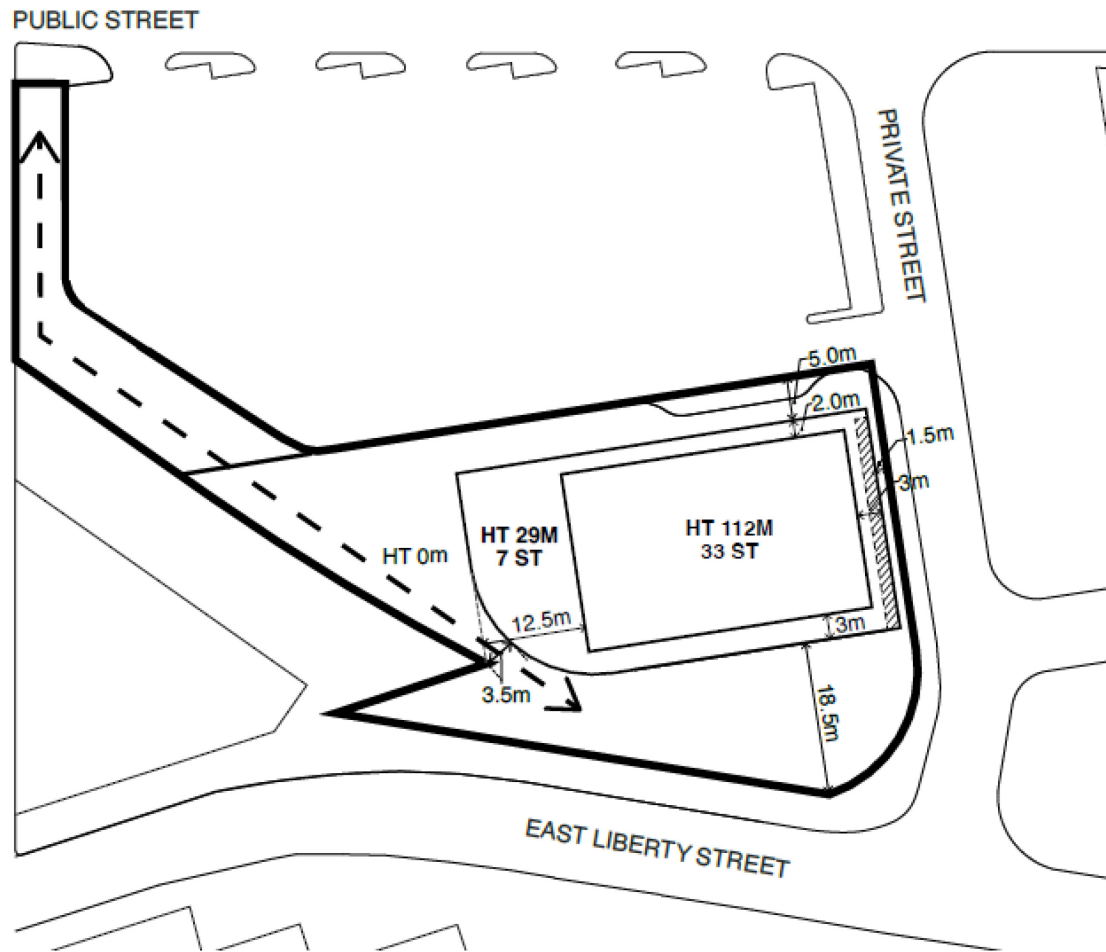 PUBLIC STREET
PRIVATE STREET
5.0m
2.0m
1.5m
3m
HT 29M
7 ST
HT 112M
33 ST
HT 0m
12.5m
3m
3.5m
18.5m
EAST LIBERTY STREET